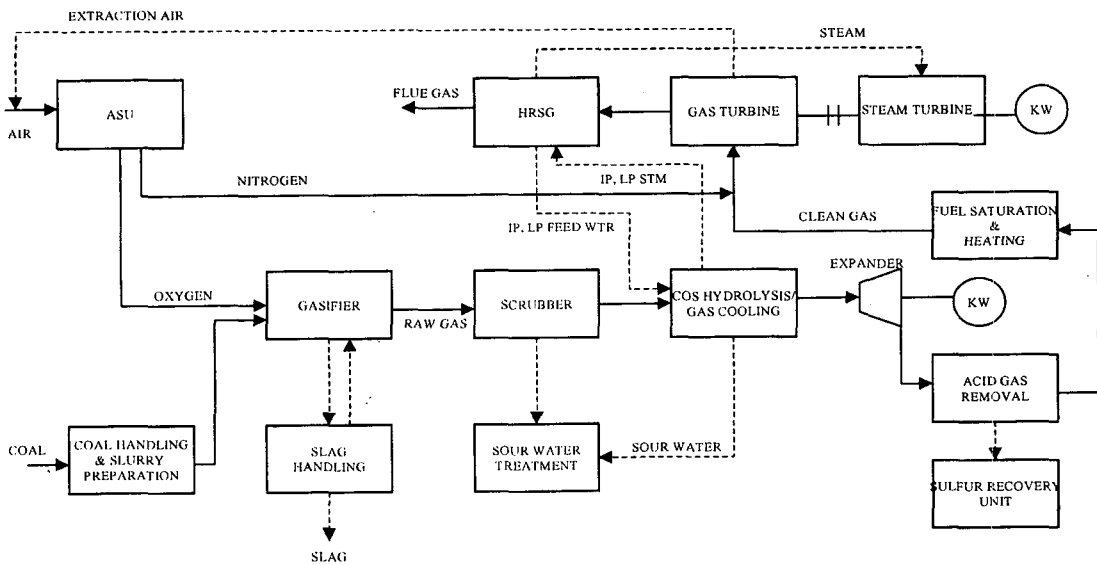 EXTRACTION AIR
STEAM
AIR
ASU
FLUE GAS
HRSG
GAS TURBINE
STEAM TURBINE
KW
NITROGEN
IP, LP STM
IP, LP FEED WTR
CLEAN GAS
FUEL SATURATION
&
HEATING
EXPANDER
KW
OXYGEN
GASIFIER
RAW GAS
SCRUBBER
COS HYDROLYSIS/
GAS COOLING
ACID GAS
REMOVAL
COAL
COAL HANDLING
& SLURRY
PREPARATION
SLAG
HANDLING
SOUR WATER
TREATMENT
SOUR WATER
SULFUR RECOVERY
UNIT
SLAG